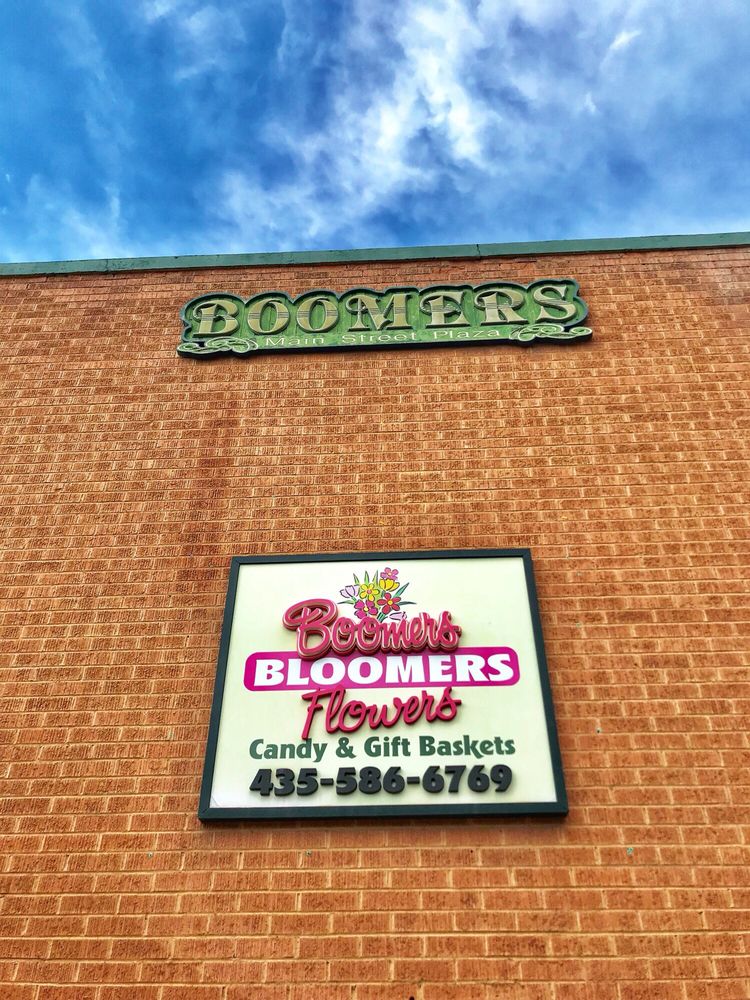 BOOMERS
Main Street Plaza
Boomers
BLOOMERS
Flowers
Candy & Gift Baskets
435-586-6769